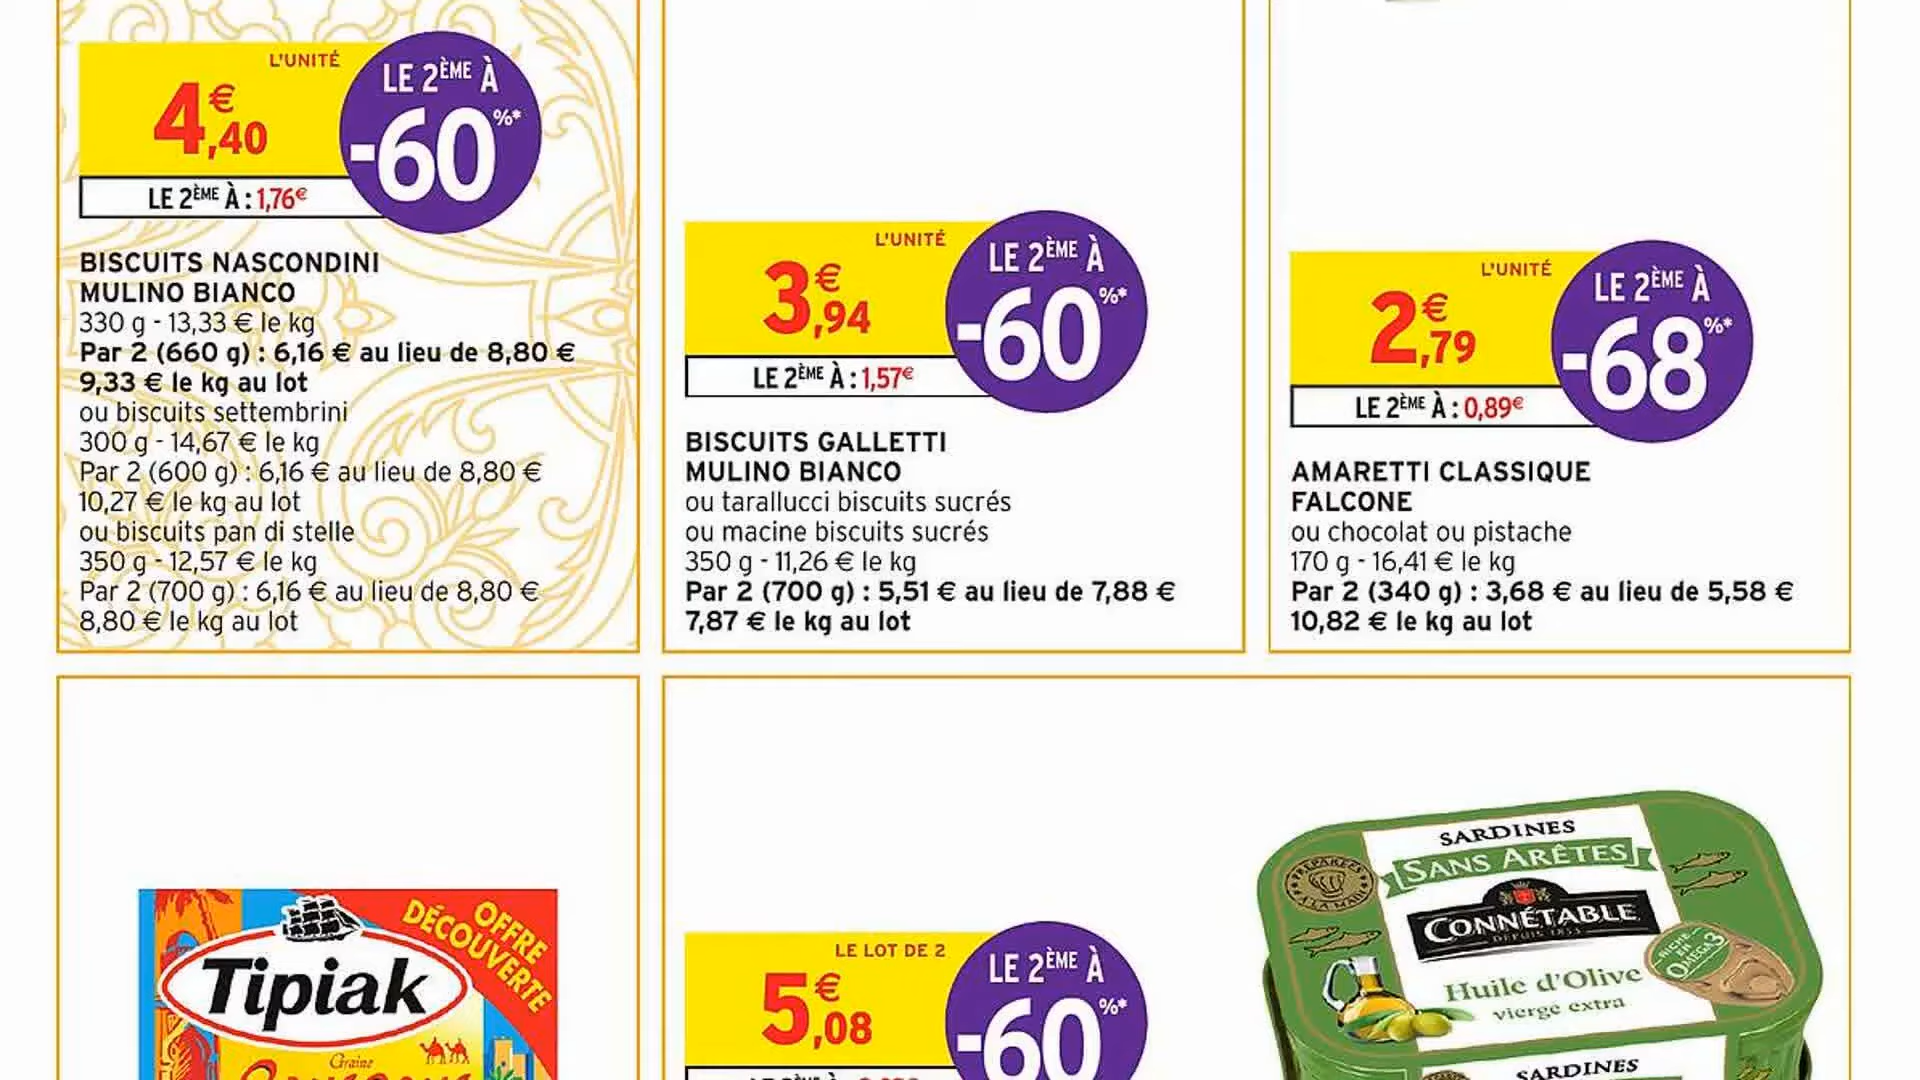 L'UNITÉ
4€,40
LE 2ÈME À
-60%*
LE 2ÈME À : 1,76€
BISCUITS NASCONDINI
MULINO BIANCO
330 g - 13,33 € le kg
Par 2 (660 g) : 6,16 € au lieu de 8,80 €
9,33 € le kg au lot
ou biscuits settembrini
300 g - 14,67 € le kg
Par 2 (600 g) : 6,16 € au lieu de 8,80 €
10,27 € le kg au lot
ou biscuits pan di stelle
350 g - 12,57 € le kg
Par 2 (700 g) : 6,16 € au lieu de 8,80 €
8,80 € le kg au lot
L'UNITÉ
3€,94
LE 2ÈME À
-60%*
LE 2ÈME À : 1,57€
BISCUITS GALLETTI
MULINO BIANCO
ou tarallucci biscuits sucrés
ou macine biscuits sucrés
350 g - 11,26 € le kg
Par 2 (700 g) : 5,51 € au lieu de 7,88 €
7,87 € le kg au lot
L'UNITÉ
2€,79
LE 2ÈME À
-68%*
LE 2ÈME À : 0,89€
AMARETTI CLASSIQUE
FALCONE
ou chocolat ou pistache
170 g - 16,41 € le kg
Par 2 (340 g) : 3,68 € au lieu de 5,58 €
10,82 € le kg au lot
OFFRE
DÉCOUVERTE
Tipiak
Graine
LE LOT DE 2
5€,08
LE 2ÈME À
-60%*
SARDINES
SANS ARÊTES
PRÉPARÉES
À LA MAIN
CONNÉTABLE
DEPUIS 1853
RICHE
EN
OMEGA 3
Huile d'Olive
vierge extra
SARDINES